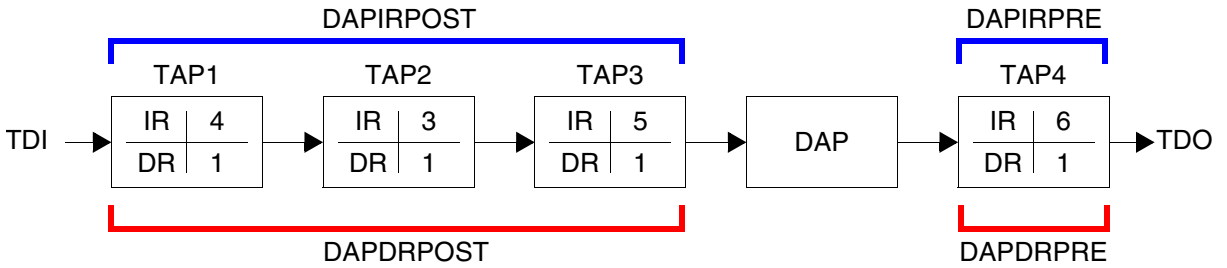 DAPIRPOST DAPIRPRE
TAP1 TAP2 TAP3 TAP4
TDI IR 4 IR 3 IR 5 DAP IR 6 TDO
DR 1 DR 1 DR 1 DR 1
DAPDRPOST DAPDRPRE